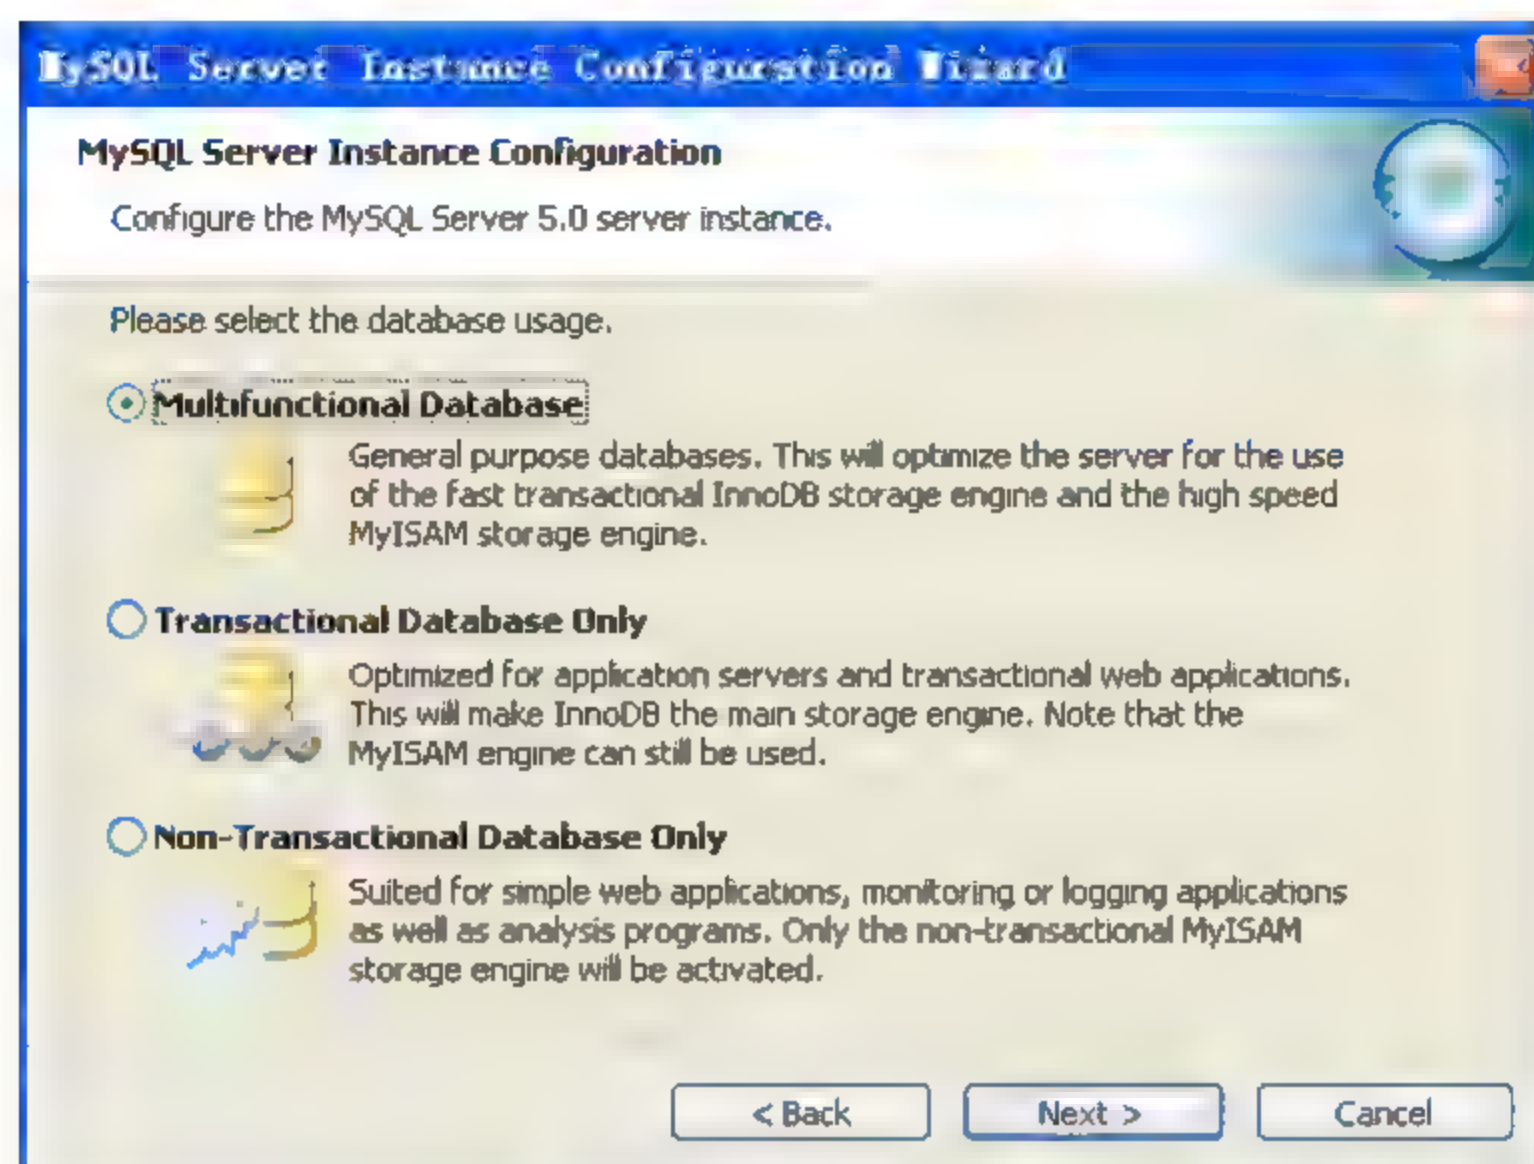 MySQL Server Instance Configuration Wizard
MySQL Server Instance Configuration
Configure the MySQL Server 5.0 server instance.
Please select the database usage.
Multifunctional Database
General purpose databases. This will optimize the server for the use
of the fast transactional InnoDB storage engine and the high speed
MyISAM storage engine.
Transactional Database Only
Optimized for application servers and transactional web applications.
This will make InnoDB the main storage engine. Note that the
MyISAM engine can still be used.
Non-Transactional Database Only
Suited for simple web applications, monitoring or logging applications
as well as analysis programs. Only the non-transactional MyISAM
storage engine will be activated.
< Back
Next >
Cancel